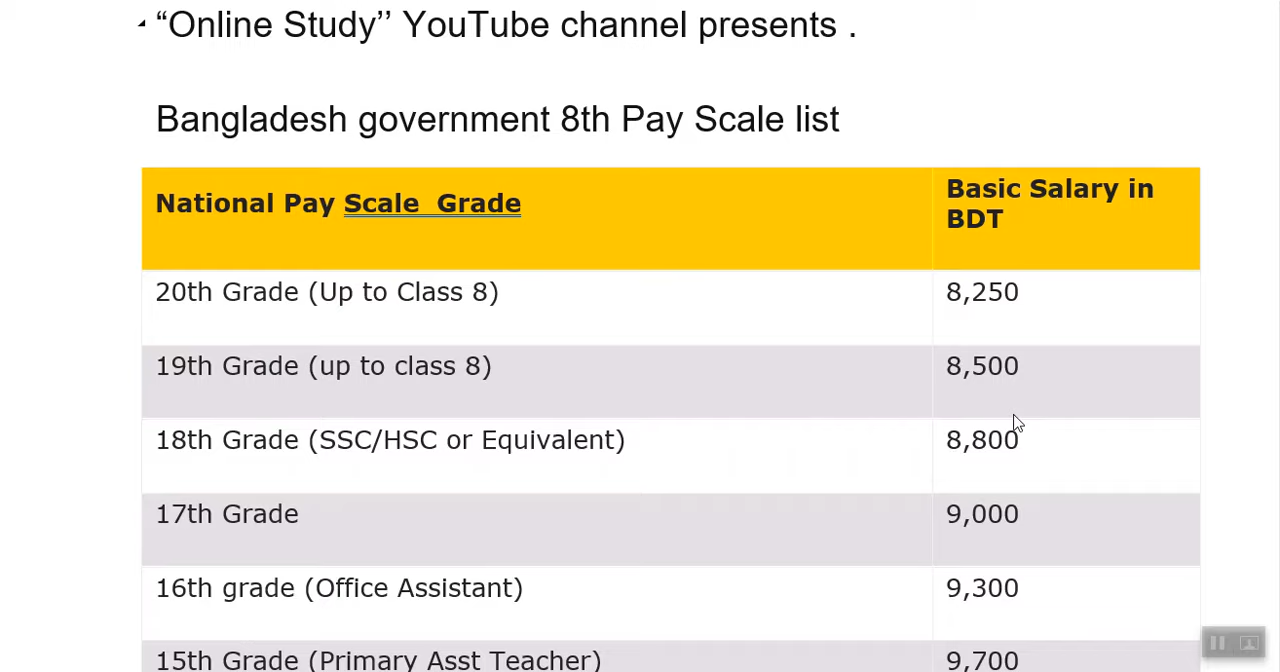 “Online Study’’ YouTube channel presents .
Bangladesh government 8th Pay Scale list
National Pay Scale  Grade
Basic Salary in
BDT
20th Grade (Up to Class 8)
8,250
19th Grade (up to class 8)
8,500
18th Grade (SSC/HSC or Equivalent)
8,800
17th Grade
9,000
16th grade (Office Assistant)
9,300
15th Grade (Primary Asst Teacher)
9,700